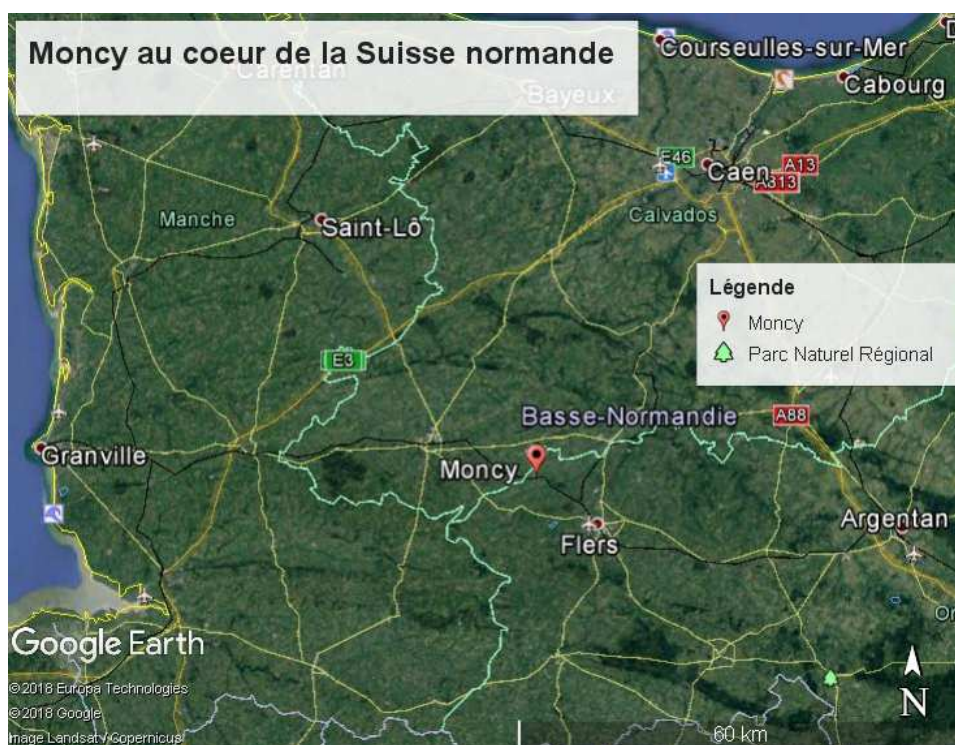 Moncy au coeur de la Suisse normande
Carentan
Bayeux
Courseulles-sur-Mer
D
Cabourg
E46
Caen
A13
A813
Manche
Saint-Lô
Calvados
Légende
Moncy
Parc Naturel Régional
E3
Basse-Normandie
A88
Granville
Moncy
Argentan
Flers
Or
Google Earth
© 2018 Europa Technologies
© 2018 Google
Image Landsat / Copernicus
N
60 km